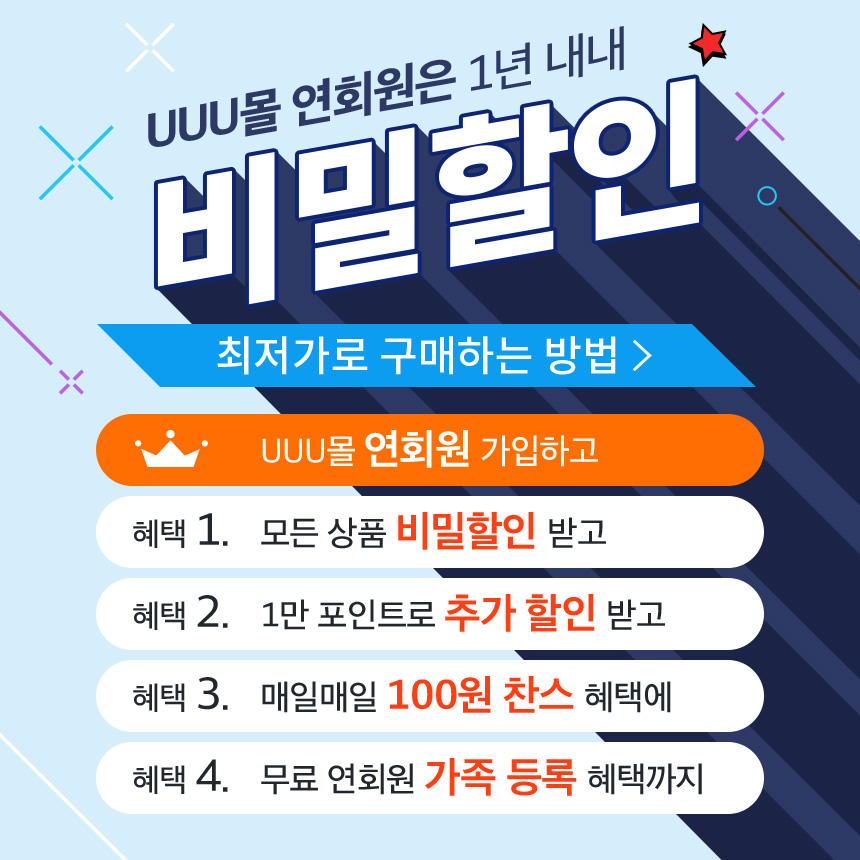 UUU몰 연회원은 1년 내내
비밀할인
최저가로 구매하는 방법 >
UUU몰 연회원 가입하고
혜택 1. 모든 상품 비밀할인 받고
혜택 2. 1만 포인트로 추가 할인 받고
혜택 3. 매일매일 100원 찬스 혜택에
혜택 4. 무료 연회원 가족 등록 혜택까지